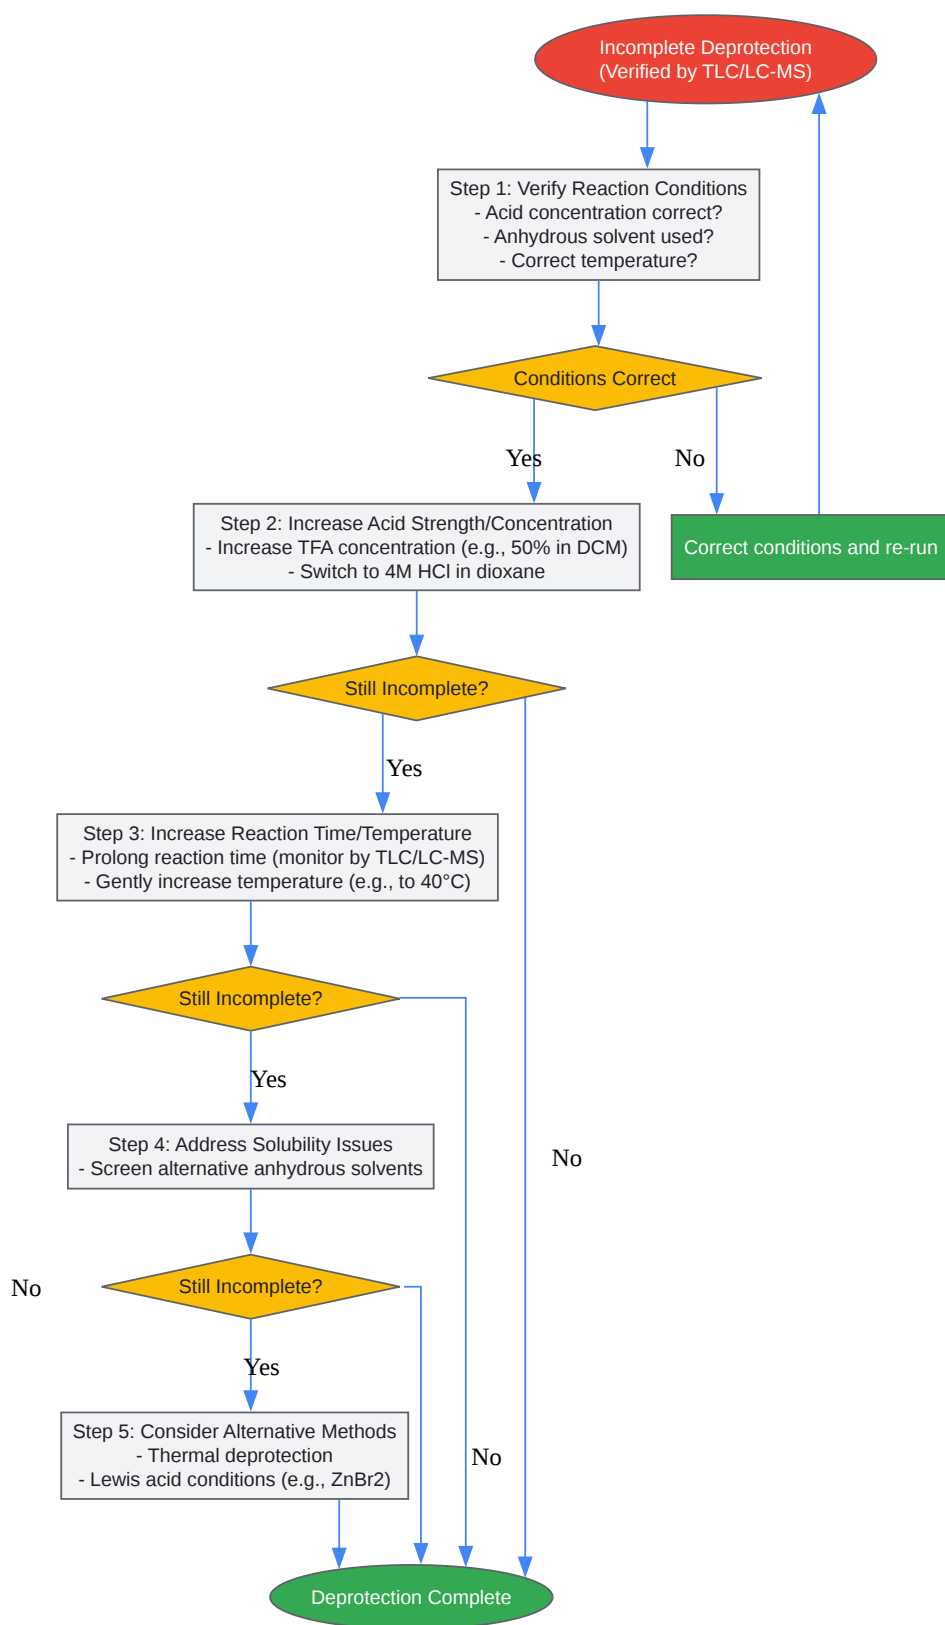 Incomplete Deprotection
(Verified by TLC/LC-MS)
Step 1: Verify Reaction Conditions
- Acid concentration correct?
- Anhydrous solvent used?
- Correct temperature?
Conditions Correct
Yes
No
Step 2: Increase Acid Strength/Concentration
- Increase TFA concentration (e.g., 50% in DCM)
- Switch to 4M HCl in dioxane
Correct conditions and re-run
Still Incomplete?
Yes
Step 3: Increase Reaction Time/Temperature
- Prolong reaction time (monitor by TLC/LC-MS)
- Gently increase temperature (e.g., to 40°C)
Still Incomplete?
Yes
Step 4: Address Solubility Issues
- Screen alternative anhydrous solvents
No
Still Incomplete?
No
Yes
Step 5: Consider Alternative Methods
- Thermal deprotection
- Lewis acid conditions (e.g., ZnBr2)
No
Deprotection Complete